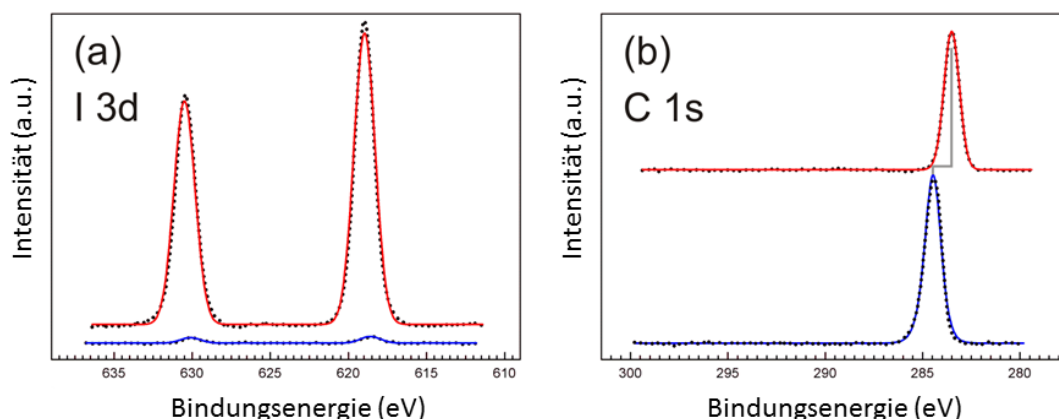 (a)
I 3d
Intensität (a.u.)
635 630 625 620 615 610
Bindungsenergie (eV)
(b)
C 1s
Intensität (a.u.)
300 295 290 285 280
Bindungsenergie (eV)